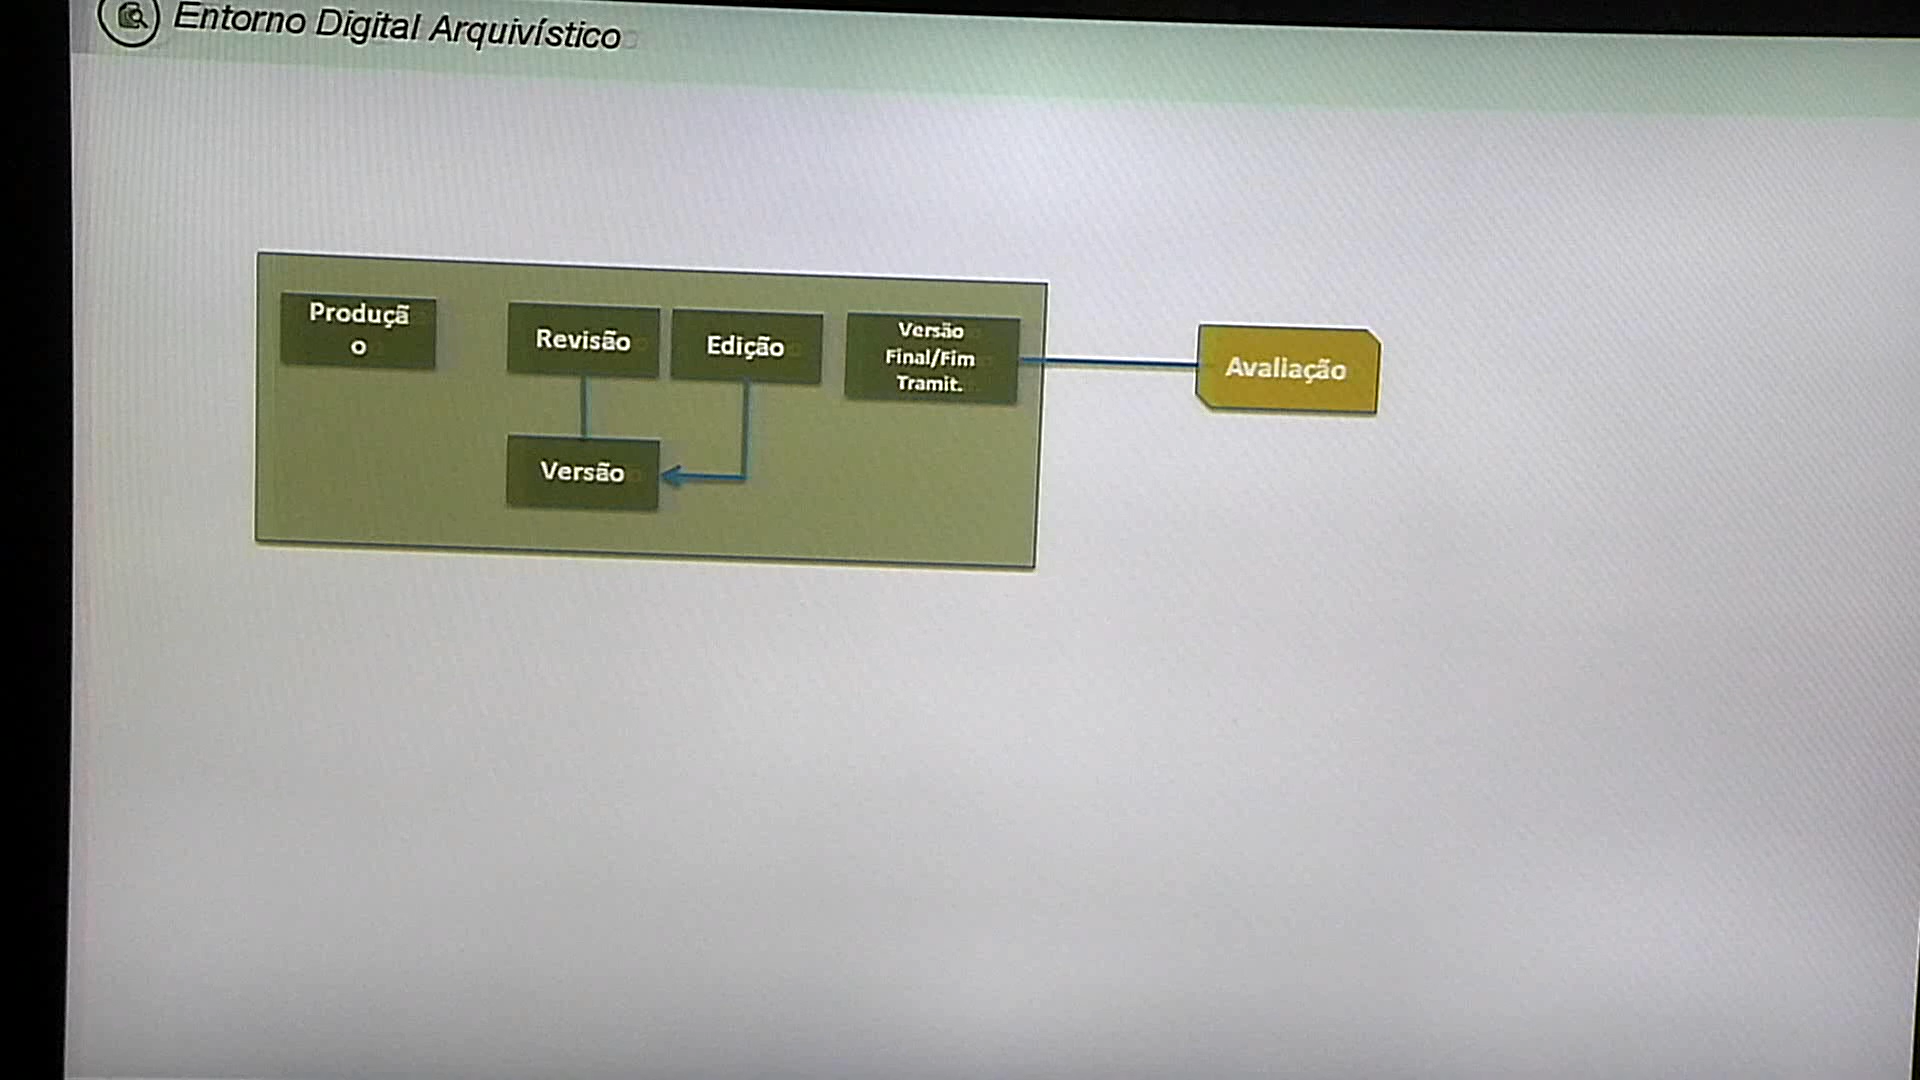 Entorno Digital Arquivístico
Produçã
o
Revisão
Edição
Versão
Final/Fim
Tramit.
Avaliação
Versão